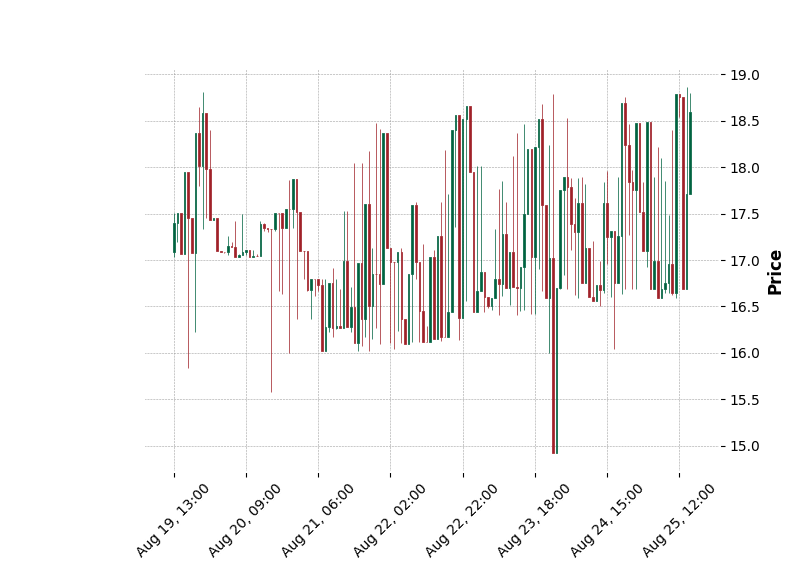 19.0
18.5
18.0
17.5
17.0
16.5
16.0
15.5
15.0
Price
Aug 19, 13:00
Aug 20, 09:00
Aug 21, 06:00
Aug 22, 02:00
Aug 22, 22:00
Aug 23, 18:00
Aug 24, 15:00
Aug 25, 12:00